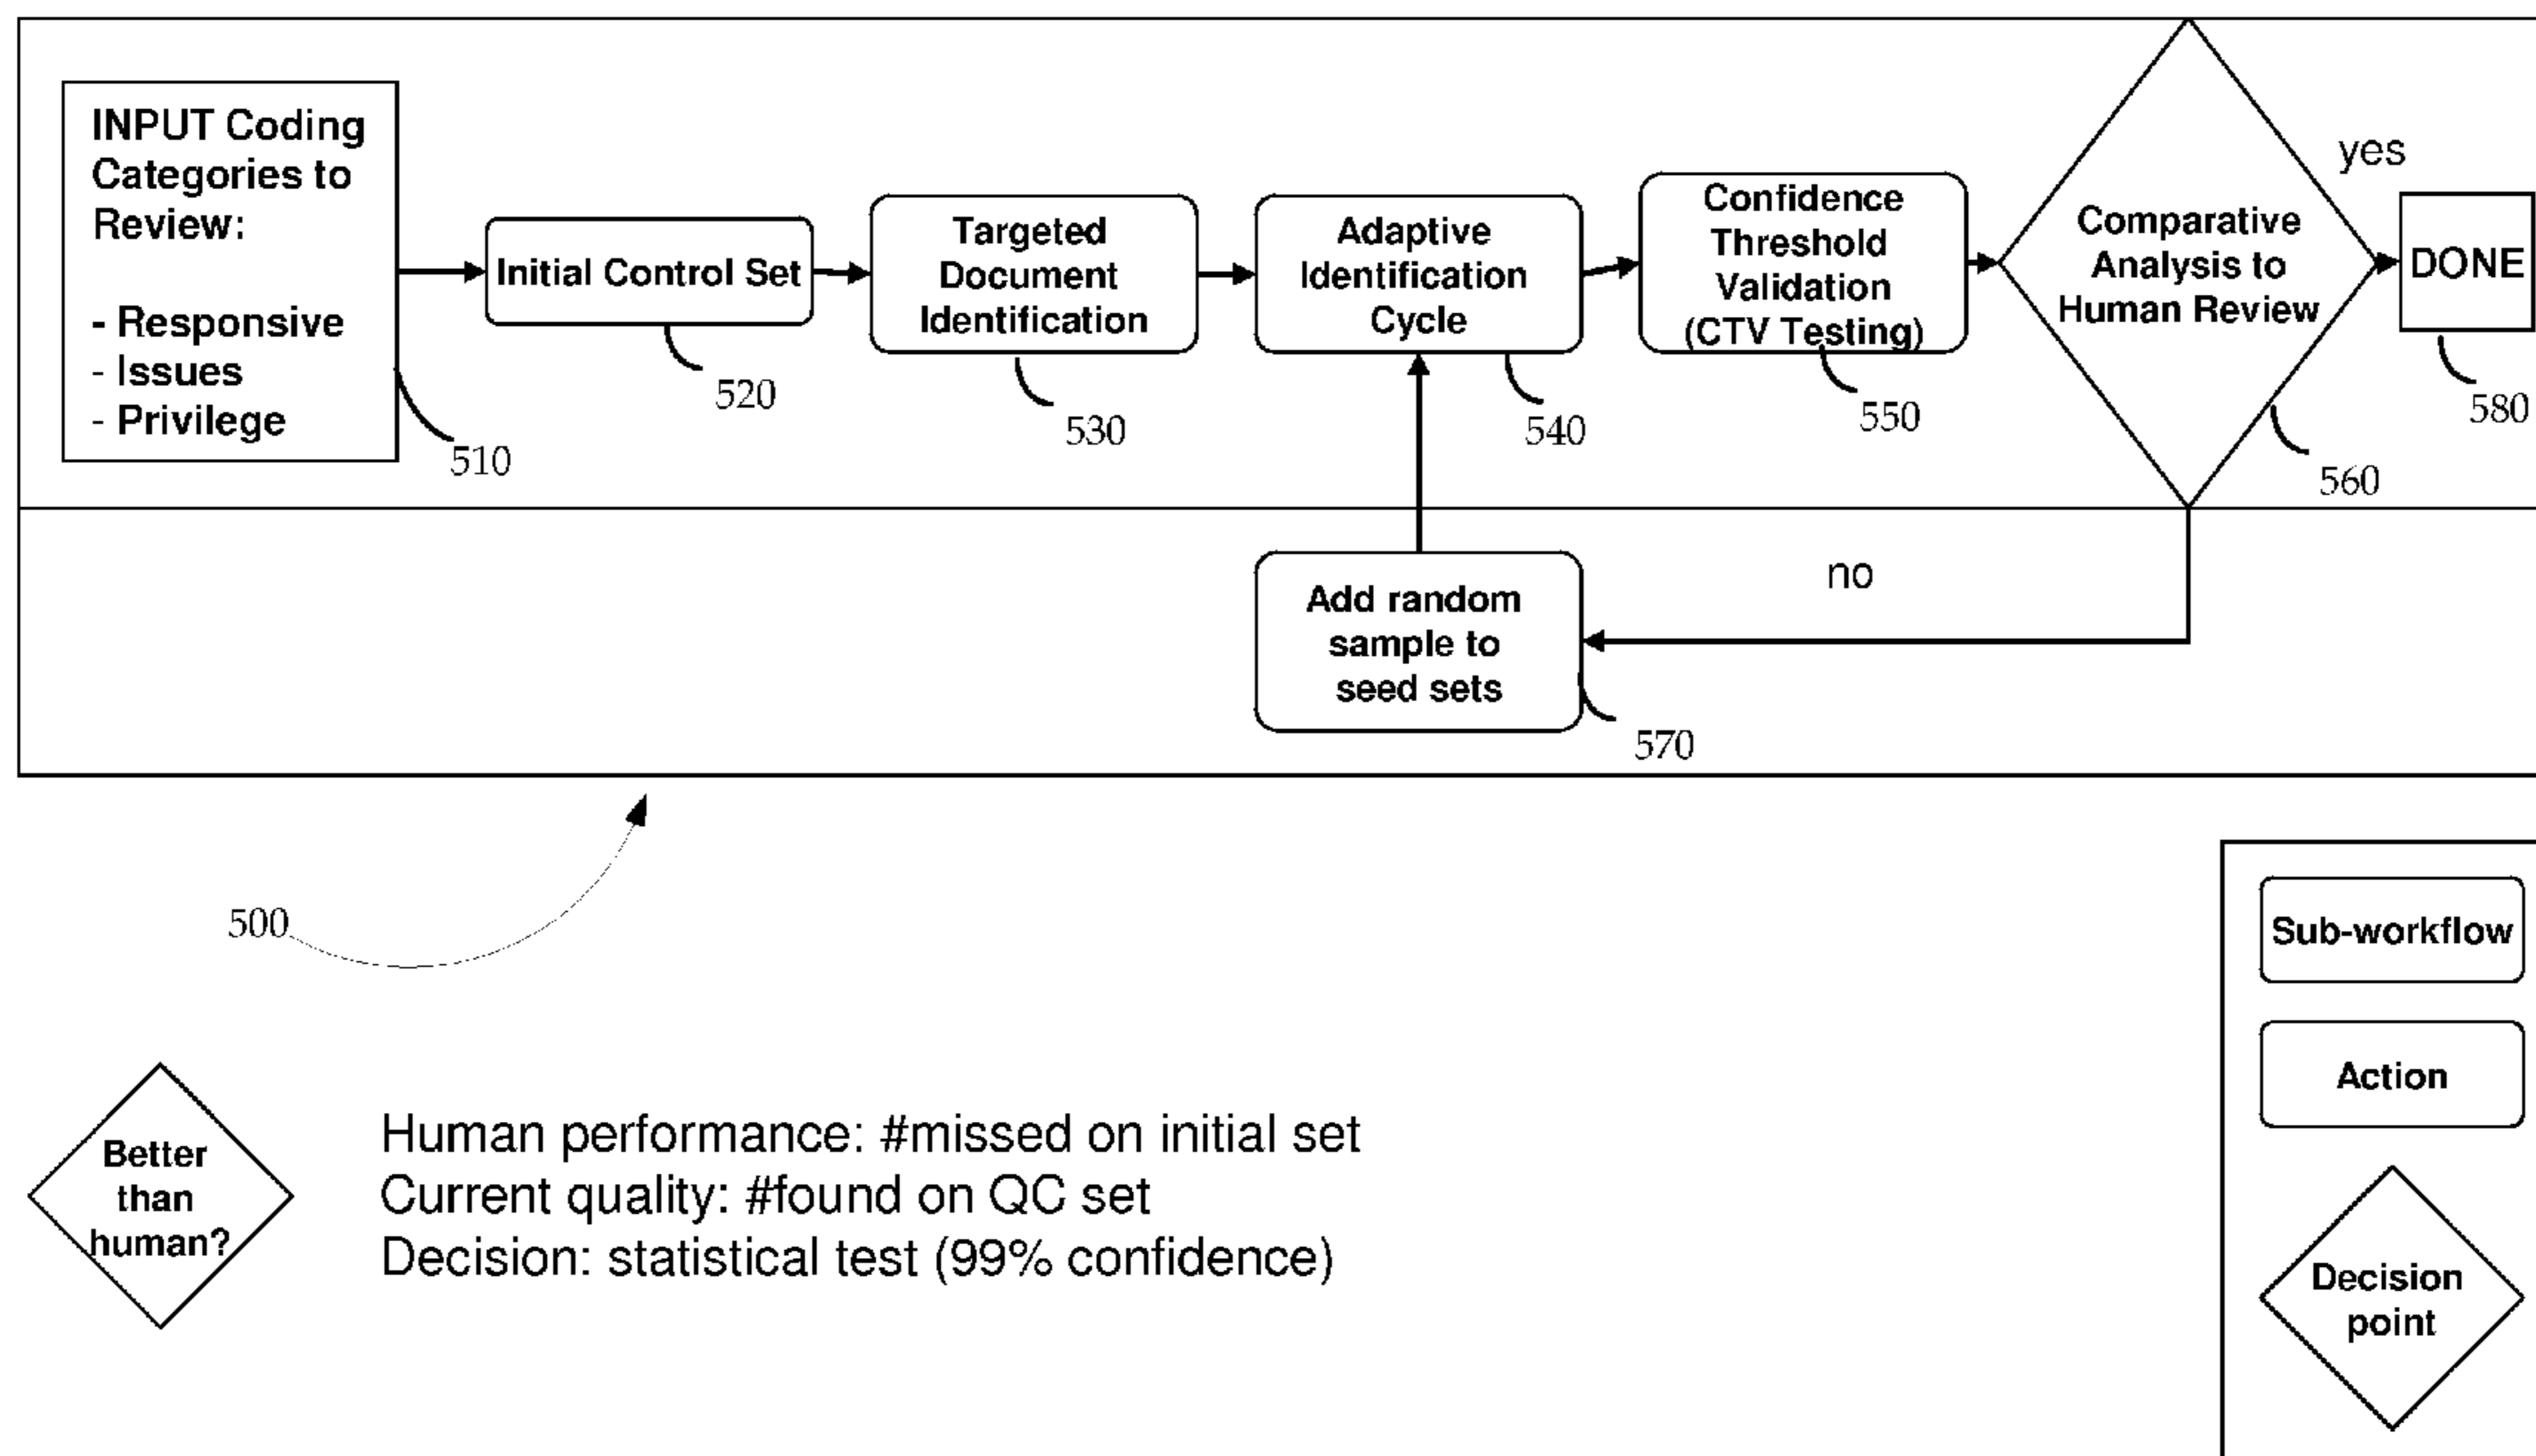 INPUT Coding
Categories to
Review:
- Responsive
- Issues
- Privilege
510
Initial Control Set
520
Targeted
Document
Identification
530
Adaptive
Identification
Cycle
540
Confidence
Threshold
Validation
(CTV Testing)
550
Comparative
Analysis to
Human Review
560
yes
DONE
580
no
Add random
sample to
seed sets
570
500
Better
than
human?
Human performance: #missed on initial set
Current quality: #found on QC set
Decision: statistical test (99% confidence)
Sub-workflow
Action
Decision
point